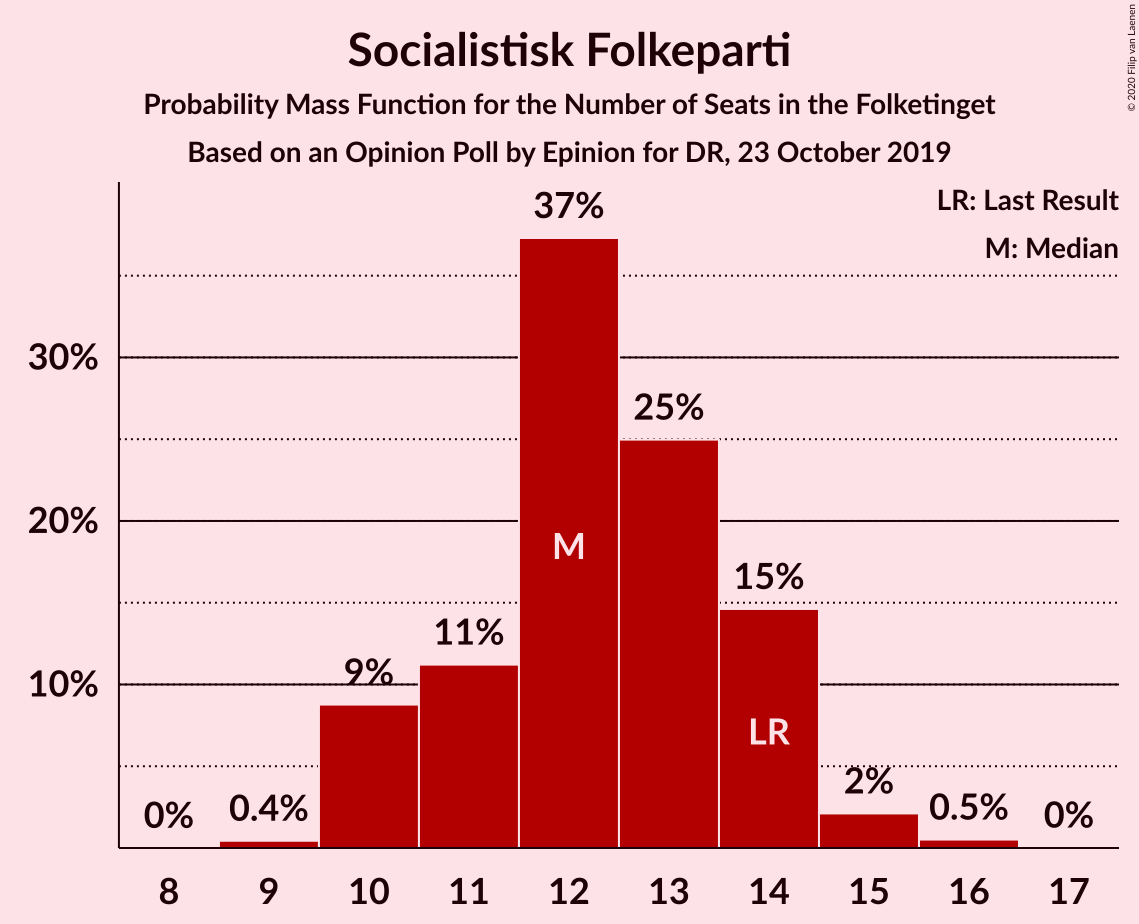 Socialistisk Folkeparti
Probability Mass Function for the Number of Seats in the Folketinget
Based on an Opinion Poll by Epinion for DR, 23 October 2019
© 2020 Filip van Laenen
LR: Last Result
M: Median
37%
30%
25%
20%
M
15%
11%
9%
10%
LR
2%
0%
0.4%
0.5%
0%
8 9 10 11 12 13 14 15 16 17